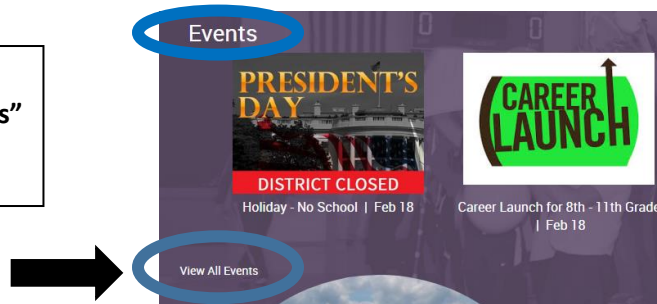 s”
Events
PRESIDENT'S
DAY
DISTRICT CLOSED
Holiday - No School | Feb 18
CAREER
LAUNCH
Career Launch for 8th - 11th Grade
| Feb 18
View All Events